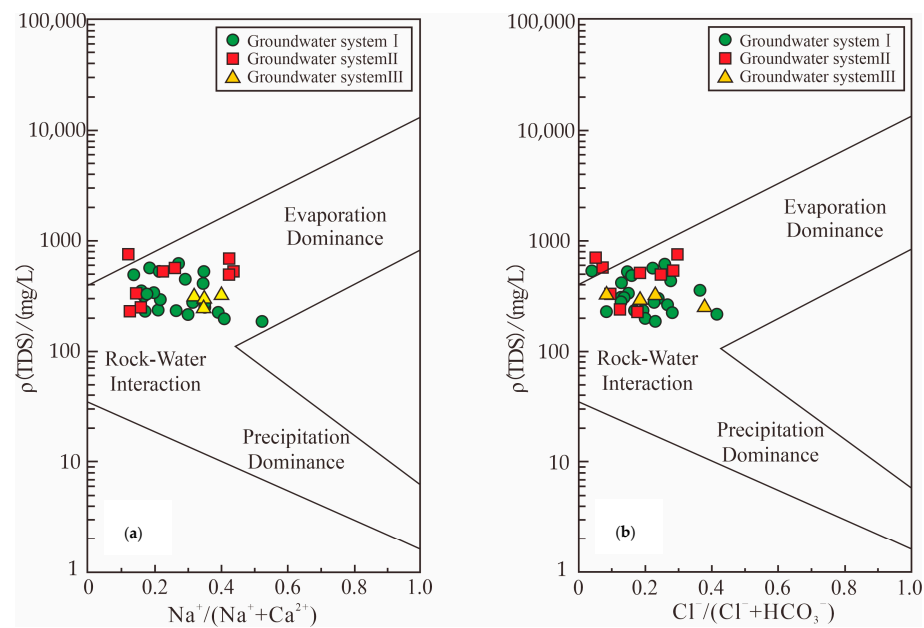 100,000
10,000
1000
100
10
1
ρ(TDS)/(mg/L)
Groundwater system Ⅰ
Groundwater systemII
Groundwater systemIII
Evaporation
Dominance
Rock-Water
Interaction
Precipitation
Dominance
(a)
0 0.2 0.4 0.6 0.8 1.0
Na⁺/(Na⁺+Ca²⁺)
100,000
10,000
1000
100
10
1
ρ(TDS)/(mg/L)
Groundwater system Ⅰ
Groundwater systemII
Groundwater systemIII
Evaporation
Dominance
Rock-Water
Interaction
Precipitation
Dominance
(b)
0 0.2 0.4 0.6 0.8 1.0
Cl⁻/(Cl⁻+HCO₃⁻)